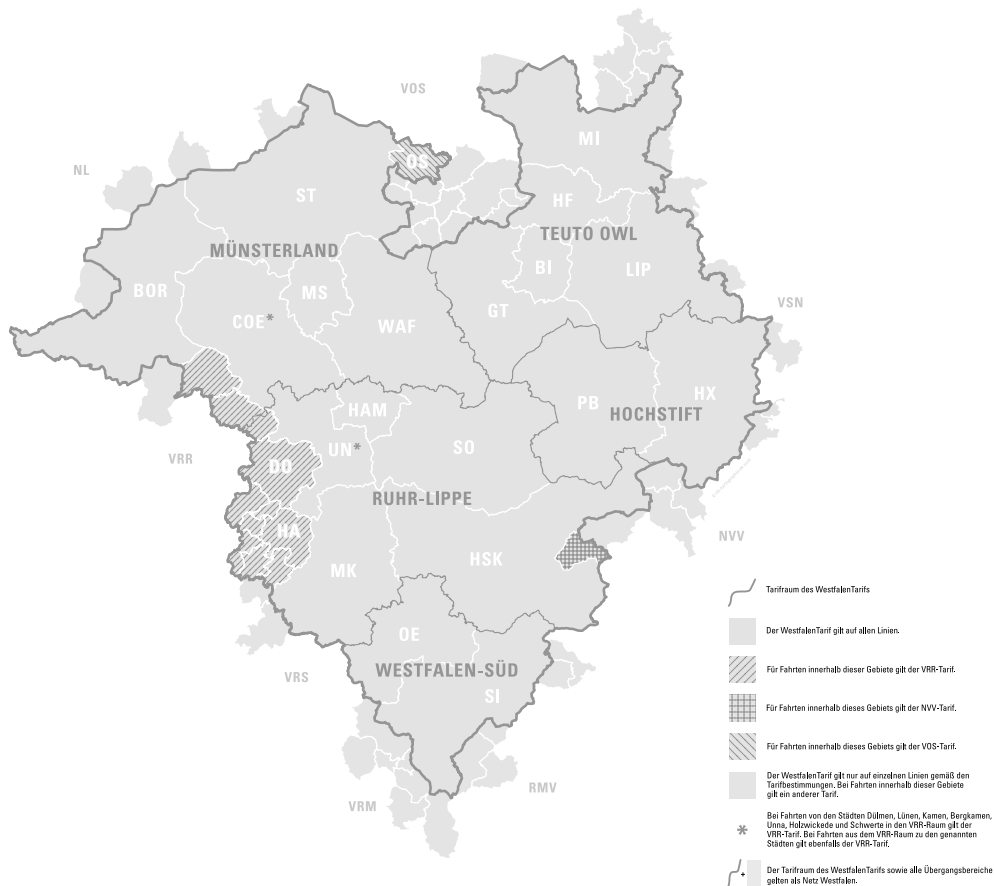 VOS
MI
NL
OS
ST
HF
MÜNSTERLAND
TEUTO OWL
BI
LIP
BOR
MS
COE*
WAF
GT
VSN
PB
HX
HAM
HOCHSTIFT
UN*
SO
VRR
DO
RUHR-LIPPE
HA
NVV
HSK
MK
OE
WESTFALEN-SÜD
VRS
SI
RMV
VRM
Tarifraum des WestfalenTarifs
Der WestfalenTarif gilt auf allen Linien.
Für Fahrten innerhalb dieser Gebiete gilt der VRR-Tarif.
Für Fahrten innerhalb dieses Gebiets gilt der NVV-Tarif.
Für Fahrten innerhalb dieses Gebiets gilt der VOS-Tarif.
Der WestfalenTarif gilt nur auf einzelnen Linien gemäß den
Tarifbestimmungen. Bei Fahrten innerhalb dieser Gebiete
gilt ein anderer Tarif.
* Bei Fahrten von den Städten Dülmen, Lünen, Kamen, Bergkamen,
Unna, Holzwickede und Schwerte in den VRR-Raum gilt der
VRR-Tarif. Bei Fahrten aus dem VRR-Raum zu den genannten
Städten gilt ebenfalls der VRR-Tarif.
+ Der Tarifraum des WestfalenTarifs sowie alle Übergangsbereiche
gelten als Netz Westfalen.